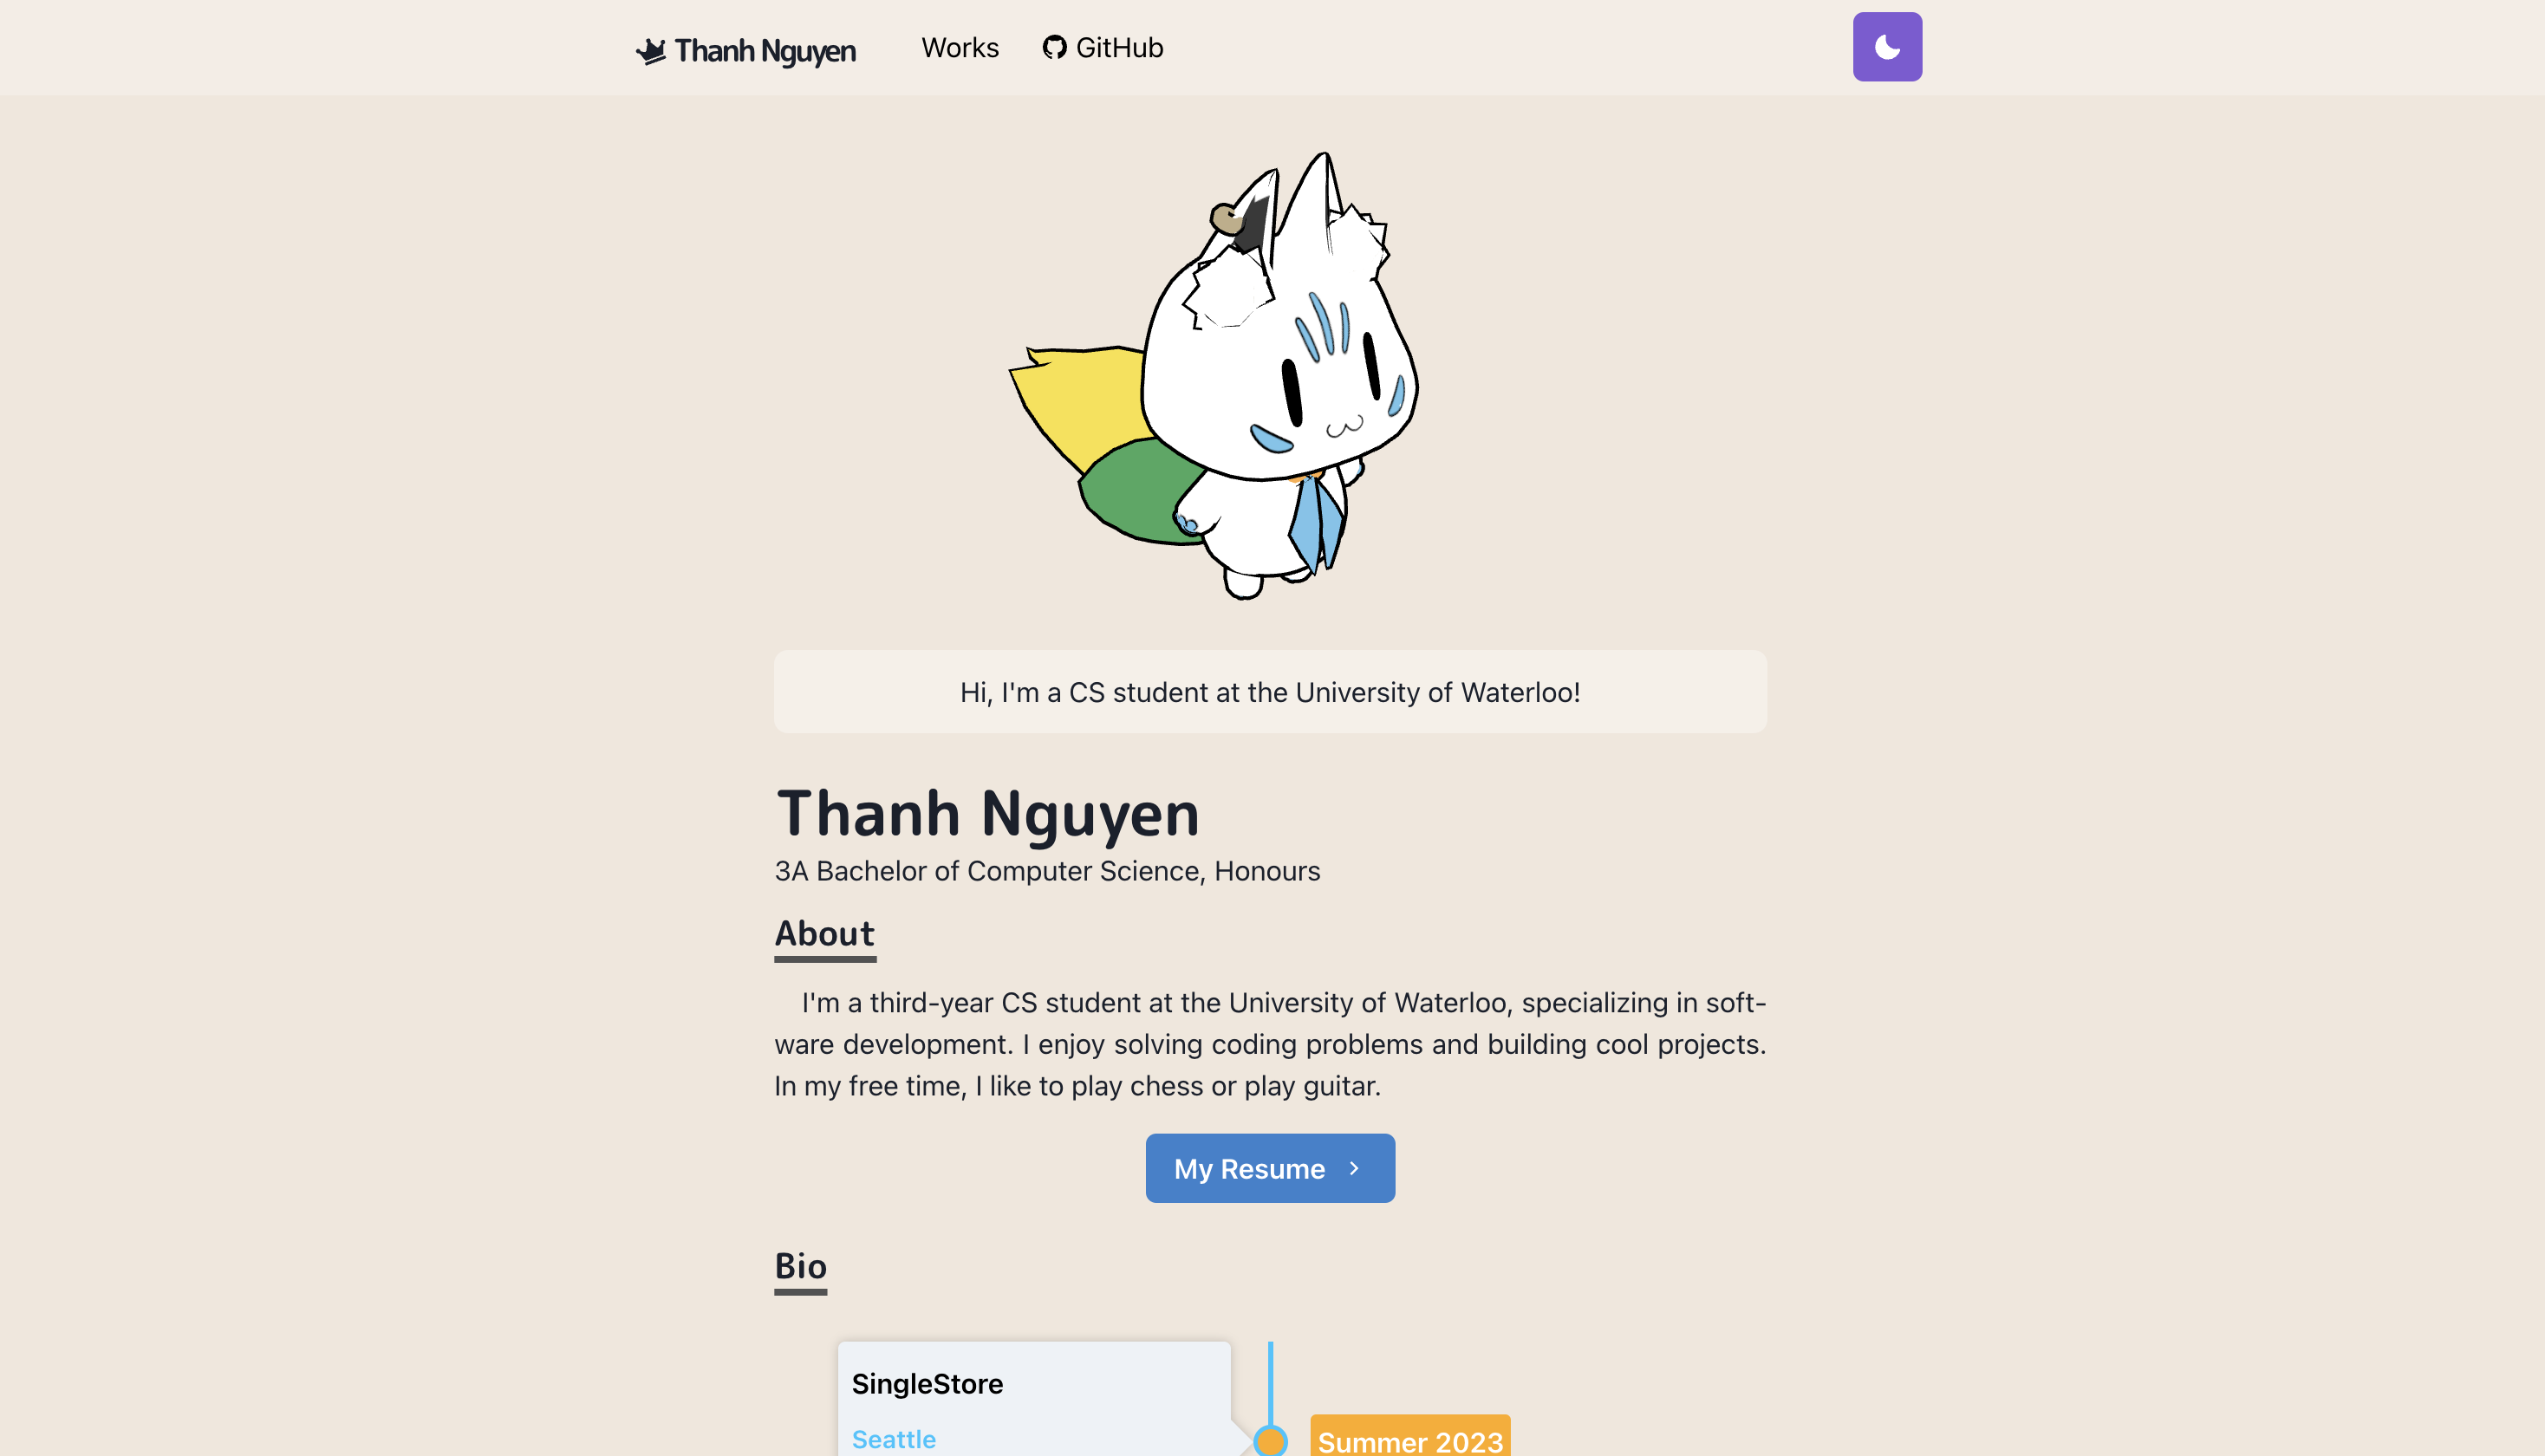 Thanh Nguyen
Works
GitHub
Hi, I'm a CS student at the University of Waterloo!
Thanh Nguyen
3A Bachelor of Computer Science, Honours
About
I'm a third-year CS student at the University of Waterloo, specializing in soft-
ware development. I enjoy solving coding problems and building cool projects.
In my free time, I like to play chess or play guitar.
My Resume
Bio
SingleStore
Seattle
Summer 2023